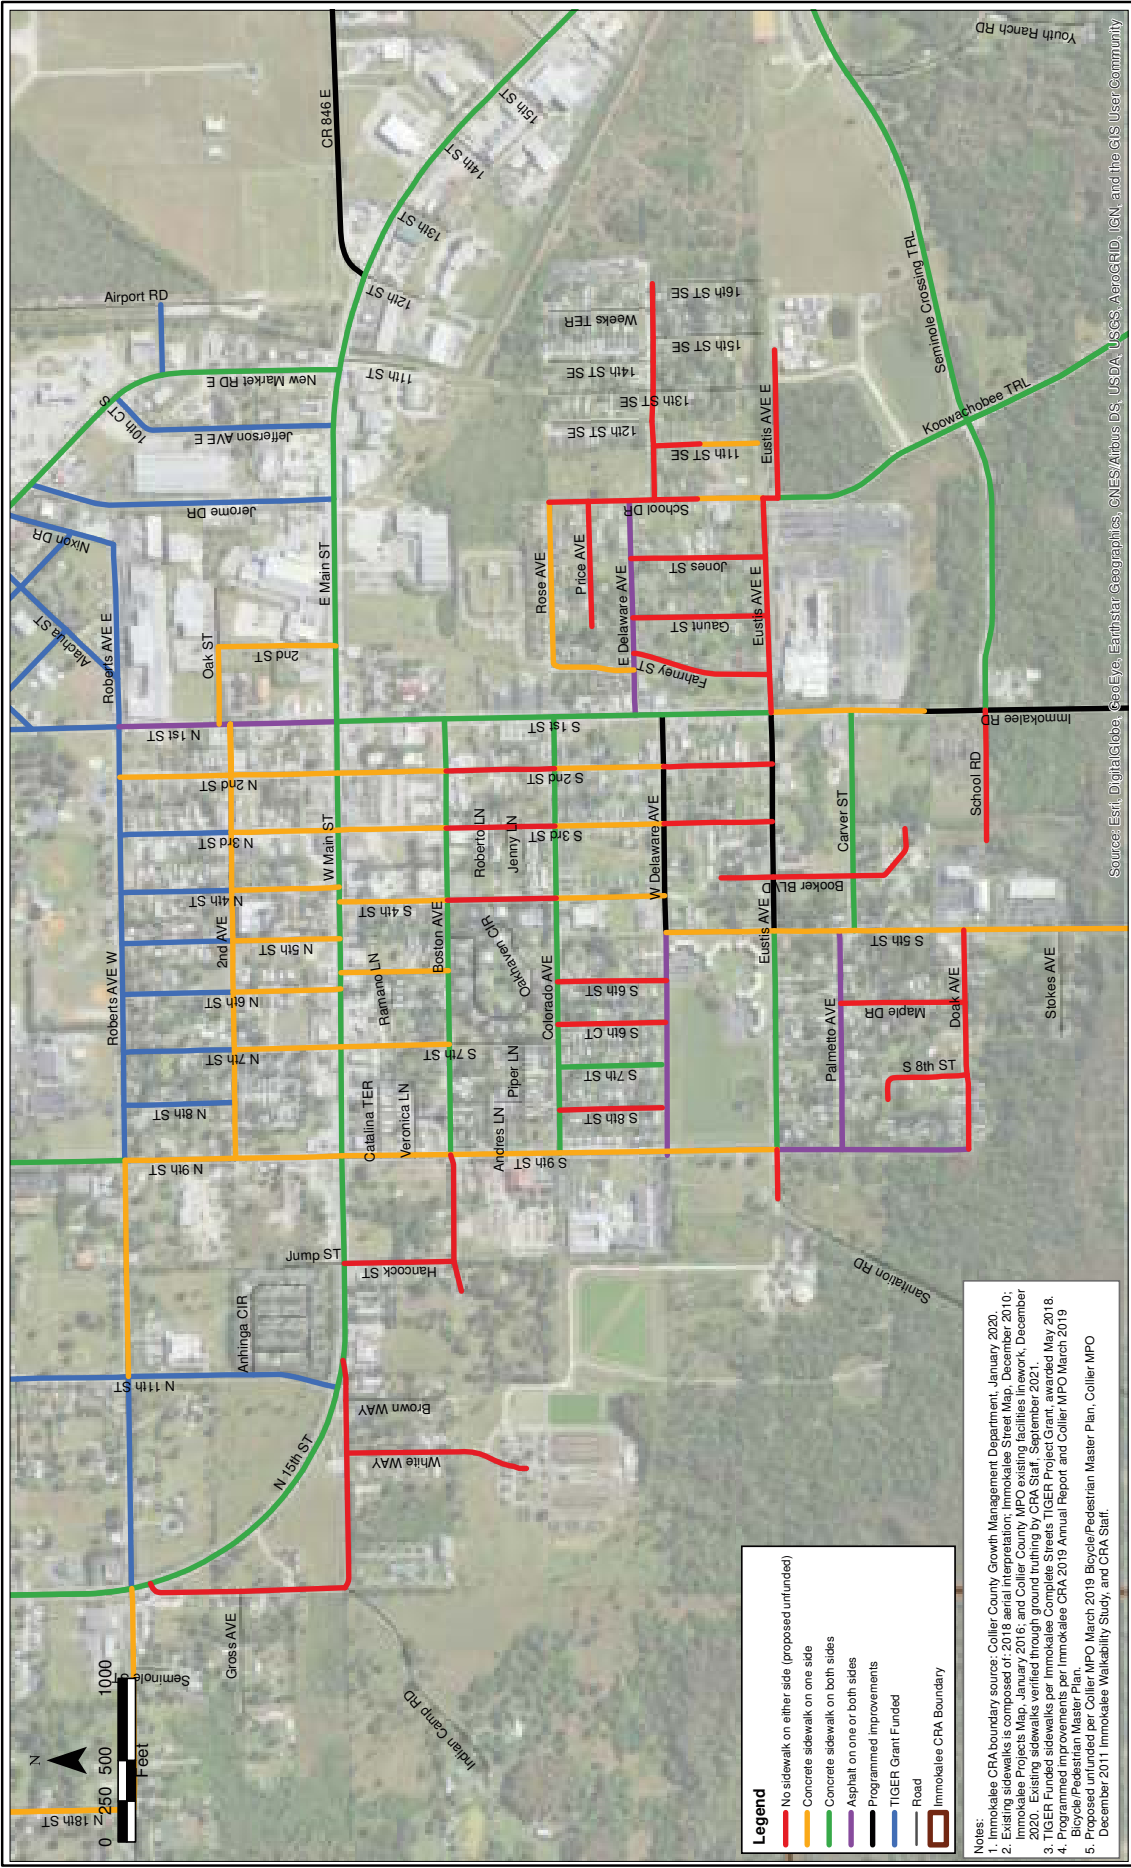 Youth Ranch RD
CR 846 E
15th ST
14th ST
13th ST
12th ST
11th ST
Airport RD
New Market RD E
10th CT S
Jefferson AVE E
Jerome DR
Nixon DR
Alachua ST
Roberts AVE E
Oak ST
2nd ST
E Main ST
Weeks TER
16th ST SE
15th ST SE
14th ST SE
13th ST SE
12th ST SE
11th ST SE
Eustis AVE E
Seminole Crossing TRL
Koowachobee TRL
School DR
Rose AVE
Price AVE
E Delaware AVE
Jones ST
Gaunt ST
Fahrney ST
Eustis AVE E
N 1st ST
S 1st ST
Immokalee RD
School RD
N 2nd ST
S 2nd ST
N 3rd ST
S 3rd ST
W Main ST
Roberto LN
Jenny LN
W Delaware AVE
Carver ST
Booker BLVD
N 4th ST
S 4th ST
2nd AVE
N 5th ST
Boston AVE
Oakhaven CIR
Colorado AVE
Eustis AVE
S 5th ST
Roberts AVE W
N 6th ST
Ramano LN
S 6th ST
S 6th CT
Palmetto AVE
Maple DR
Doak AVE
Stokes AVE
N 7th ST
S 7th ST
Piper LN
S 7th ST
S 8th ST
N 8th ST
Catalina TER
Veronica LN
Andres LN
S 8th ST
N 9th ST
S 9th ST
Jump ST
Hancock ST
Sanitation RD
Anhinga CIR
N 11th ST
Brown WAY
White WAY
N 15th ST
Gross AVE
Seminole ST
Indian Camp RD
N 18th ST
N
0 250 500 1000
Feet
Legend
No sidewalk on either side (proposed unfunded)
Concrete sidewalk on one side
Concrete sidewalk on both sides
Asphalt on one or both sides
Programmed improvements
TIGER Grant Funded
Road
Immokalee CRA Boundary
Notes:
1. Immokalee CRA boundary source: Collier County Growth Management Department, January 2020.
2. Existing sidewalks is composed of: 2018 aerial interpretation; Immokalee Street Map, December 2010;
Immokalee Projects Map, January 2016; and Collier County MPO existing facilities linework, December
2020. Existing sidewalks verified through ground truthing by CRA Staff, September 2021.
3. TIGER Funded sidewalks per Immokalee Complete Streets TIGER Project Grant, awarded May 2018.
4. Programmed improvements per Immokalee CRA 2019 Annual Report and Collier MPO March 2019
Bicycle/Pedestrian Master Plan.
5. Proposed unfunded per Collier MPO March 2019 Bicycle/Pedestrian Master Plan, Collier MPO
December 2011 Immokalee Walkability Study, and CRA Staff.
Source: Esri, DigitalGlobe, GeoEye, Earthstar Geographics, CNES/Airbus DS, USDA, USGS, AeroGRID, IGN, and the GIS User Community